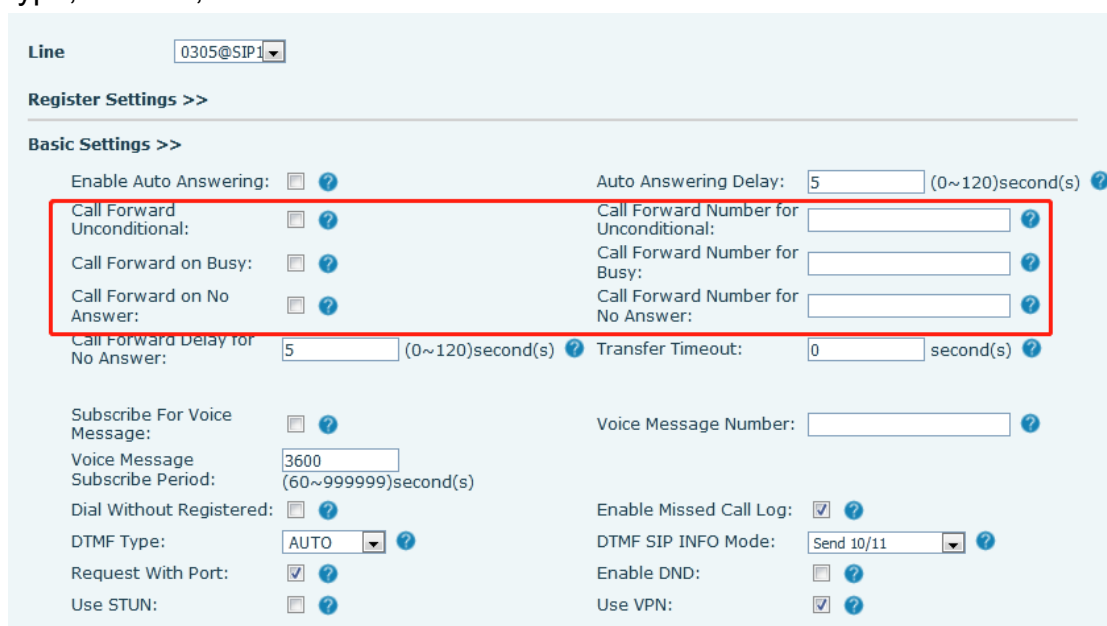 Line 0305@SIP1
Register Settings >>
Basic Settings >>
Enable Auto Answering: ? Auto Answering Delay: 5 (0~120)second(s) ?
Call Forward Unconditional: ? Call Forward Number for Unconditional: ?
Call Forward on Busy: ? Call Forward Number for Busy: ?
Call Forward on No Answer: ? Call Forward Number for No Answer: ?
Call Forward Delay for No Answer: 5 (0~120)second(s) ? Transfer Timeout: 0 second(s) ?
Subscribe For Voice Message: ? Voice Message Number: ?
Voice Message Subscribe Period: 3600 (60~999999)second(s)
Dial Without Registered: ? Enable Missed Call Log: ?
DTMF Type: AUTO ? DTMF SIP INFO Mode: Send 10/11 ?
Request With Port: ? Enable DND: ?
Use STUN: ? Use VPN: ?